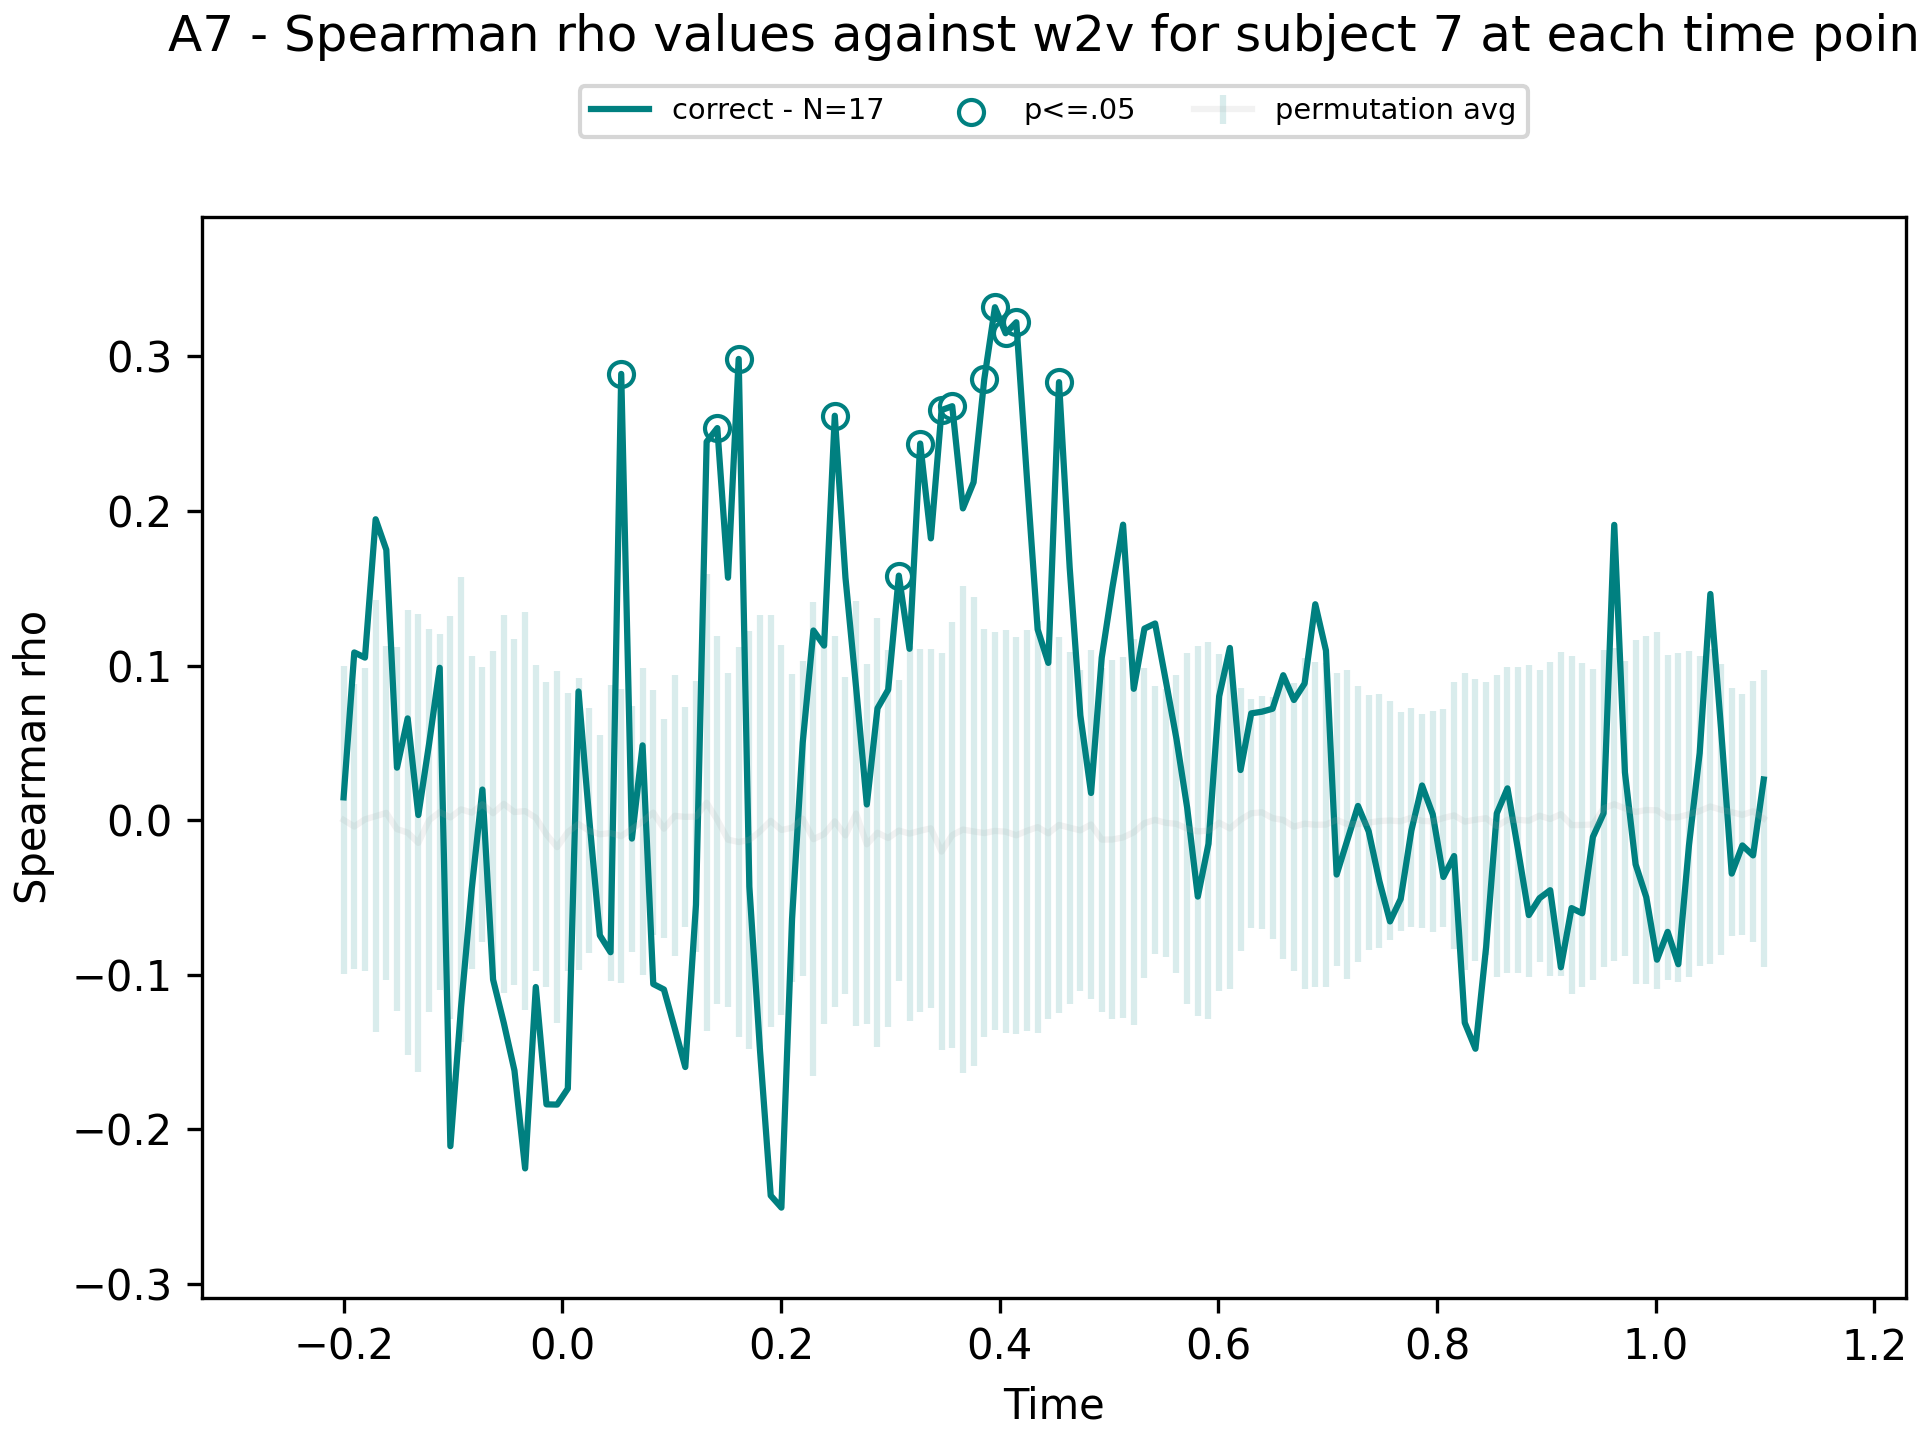 A7 - Spearman rho values against w2v for subject 7 at each time poin
correct - N=17 p<=.05 permutation avg
Spearman rho
0.3
0.2
0.1
0.0
−0.1
−0.2
−0.3
−0.2 0.0 0.2 0.4 0.6 0.8 1.0 1.2
Time